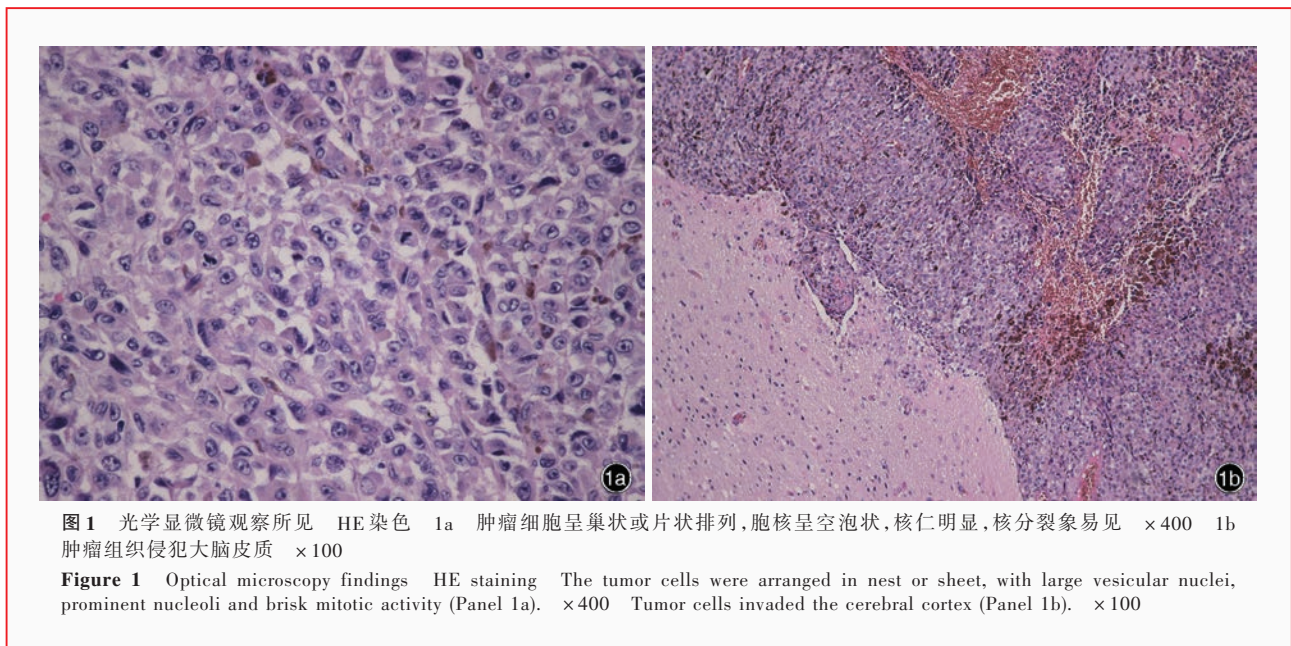 1a
1b
图1 光学显微镜观察所见 HE染色 1a 肿瘤细胞呈巢状或片状排列,胞核呈空泡状,核仁明显,核分裂象易见 ×400 1b
肿瘤组织侵犯大脑皮质 ×100
Figure 1 Optical microscopy findings HE staining The tumor cells were arranged in nest or sheet, with large vesicular nuclei,
prominent nucleoli and brisk mitotic activity (Panel 1a). ×400 Tumor cells invaded the cerebral cortex (Panel 1b). ×100